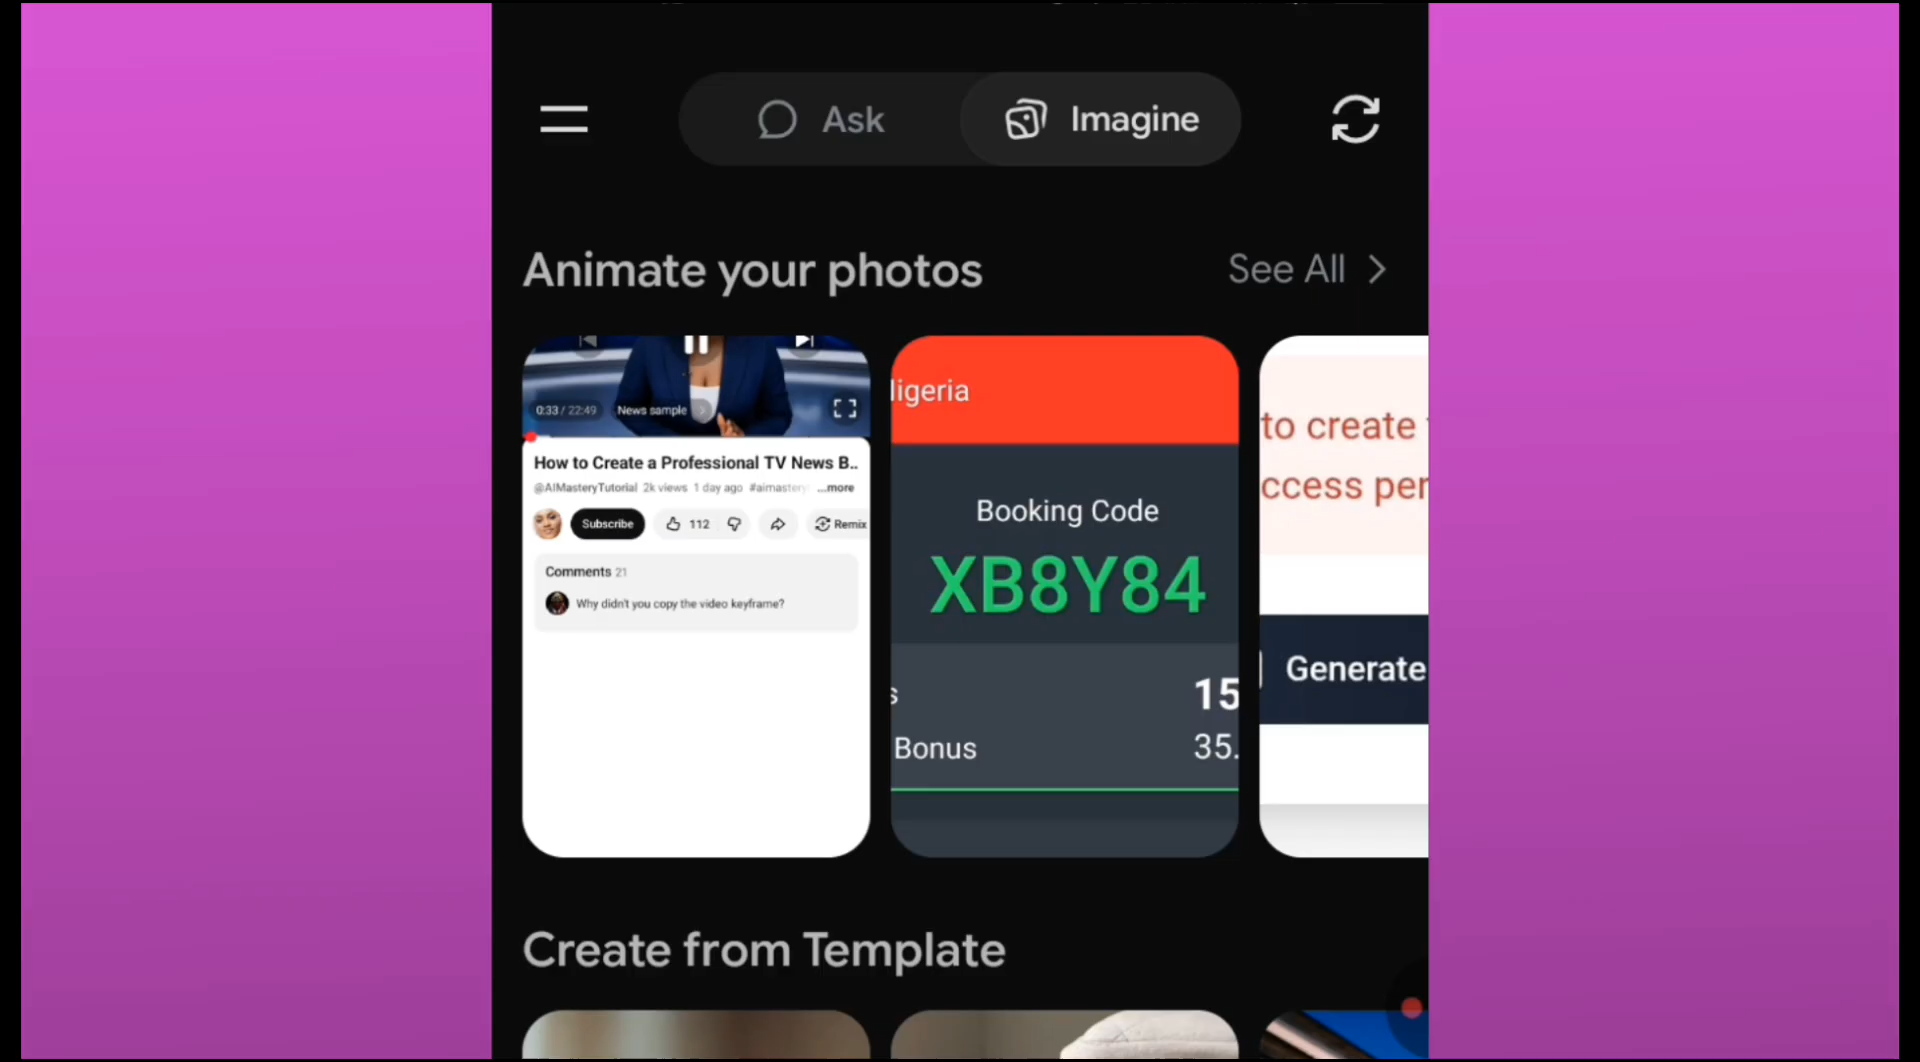 Ask
Imagine
Animate your photos
See All
0:33 / 22:49 News sample
How to Create a Professional TV News B..
@AIMasteryTutorial 2k views 1 day ago #aimastery ...more
Subscribe 112 Remix
Comments 21
Why didn't you copy the video keyframe?
ligeria
Booking Code
XB8Y84
s 15
Bonus 35.
to create
ccess per
Generate
Create from Template